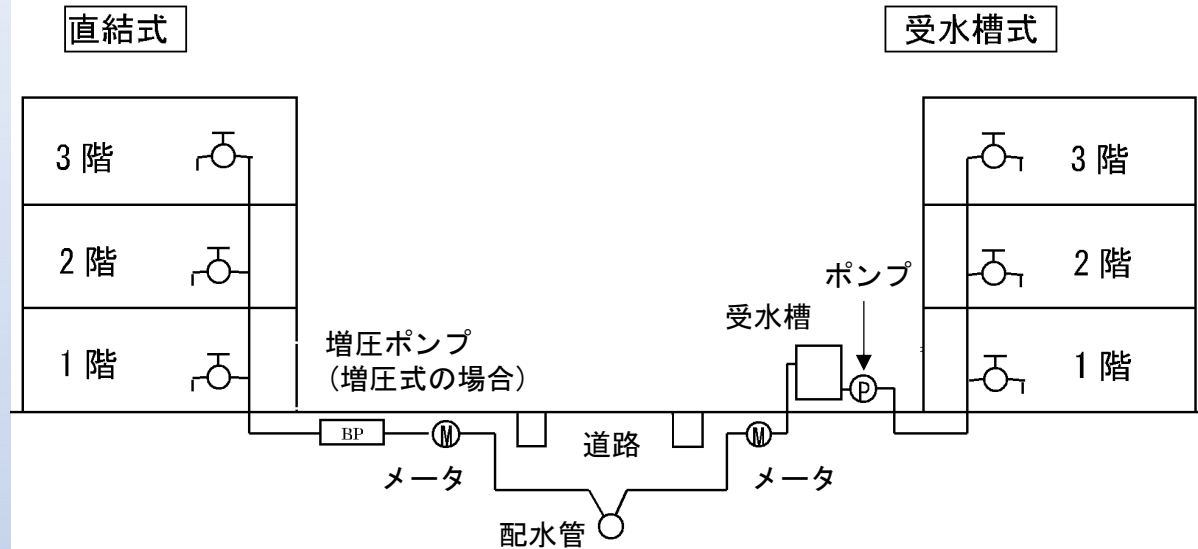 直結式
受水槽式
3階
2階
1階
増圧ポンプ
(増圧式の場合)
BP
M
メータ
道路
配水管
M
メータ
受水槽
ポンプ
P
3階
2階
1階